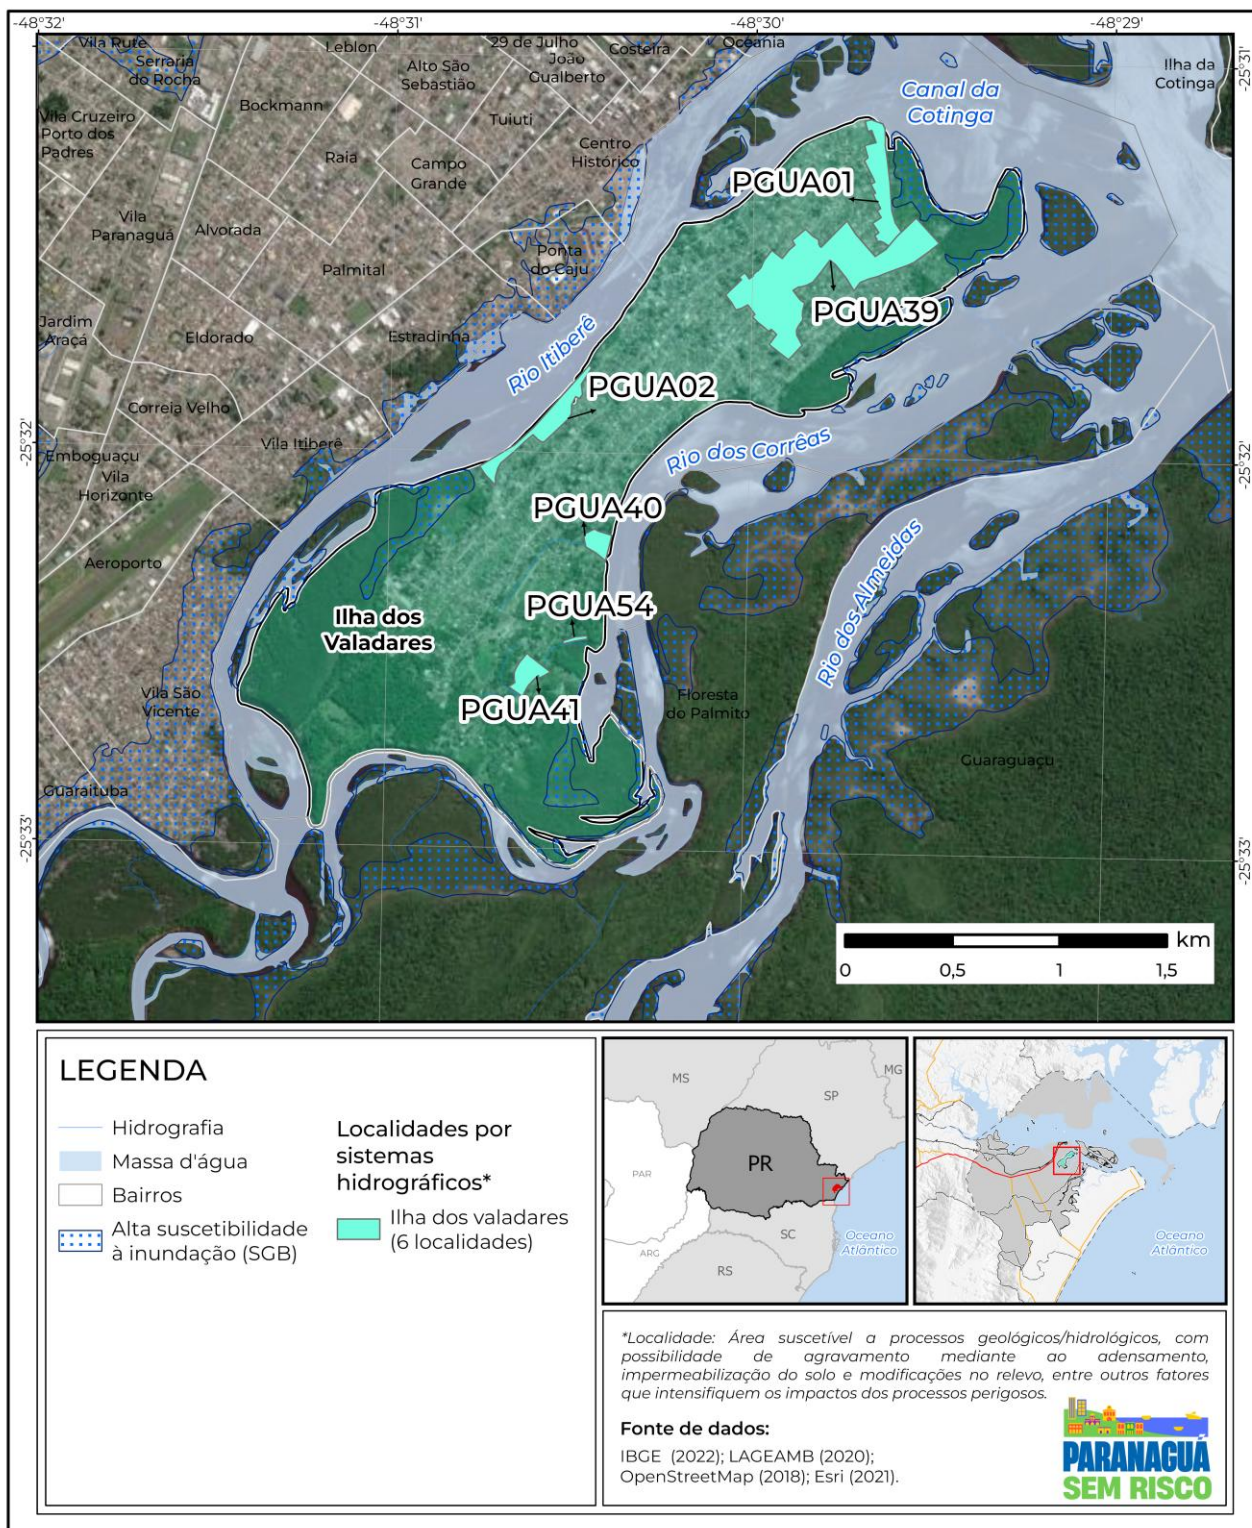 -48°32'
-48°31'
-48°30'
-48°29'
Vila Rute
Serraria
do Rocha
Leblon
29 de Julho
João
Gualberto
Costeira
Oceania
Alto São
Sebastião
Ilha da
Cotinga
-25°31'
Canal da
Cotinga
Bockmann
Vila Cruzeiro
Porto dos
Padres
Tuiuti
Raia
Campo
Grande
Centro
Histórico
PGUA01
Vila
Paranaguá
Alvorada
Palmital
Ponta
do Caju
PGUA39
Jardim
Araçá
Eldorado
Estradinha
Rio Itiberê
PGUA02
Correia Velho
Vila Itiberê
-25°32'
-25°32'
Emboguaçu
Vila
Horizonte
Rio dos Corrêas
PGUA40
Aeroporto
PGUA54
Rio dos Almeidas
Ilha dos
Valadares
Vila São
Vicente
PGUA41
Floresta
do Palmito
Guaraguaçu
Guaraituba
-25°33'
-25°33'
km
0
0,5
1
1,5
LEGENDA
Hidrografia
Massa d'água
Bairros
Alta suscetibilidade
à inundação (SGB)
Localidades por
sistemas
hidrográficos*
Ilha dos valadares
(6 localidades)
MS
MG
SP
PR
PAR
SC
ARG
RS
Oceano
Atlântico
Oceano
Atlântico
*Localidade: Área suscetível a processos geológicos/hidrológicos, com
possibilidade de agravamento mediante ao adensamento,
impermeabilização do solo e modificações no relevo, entre outros fatores
que intensifiquem os impactos dos processos perigosos.
Fonte de dados:
IBGE (2022); LAGEAMB (2020);
OpenStreetMap (2018); Esri (2021).
PARANAGUÁ
SEM RISCO